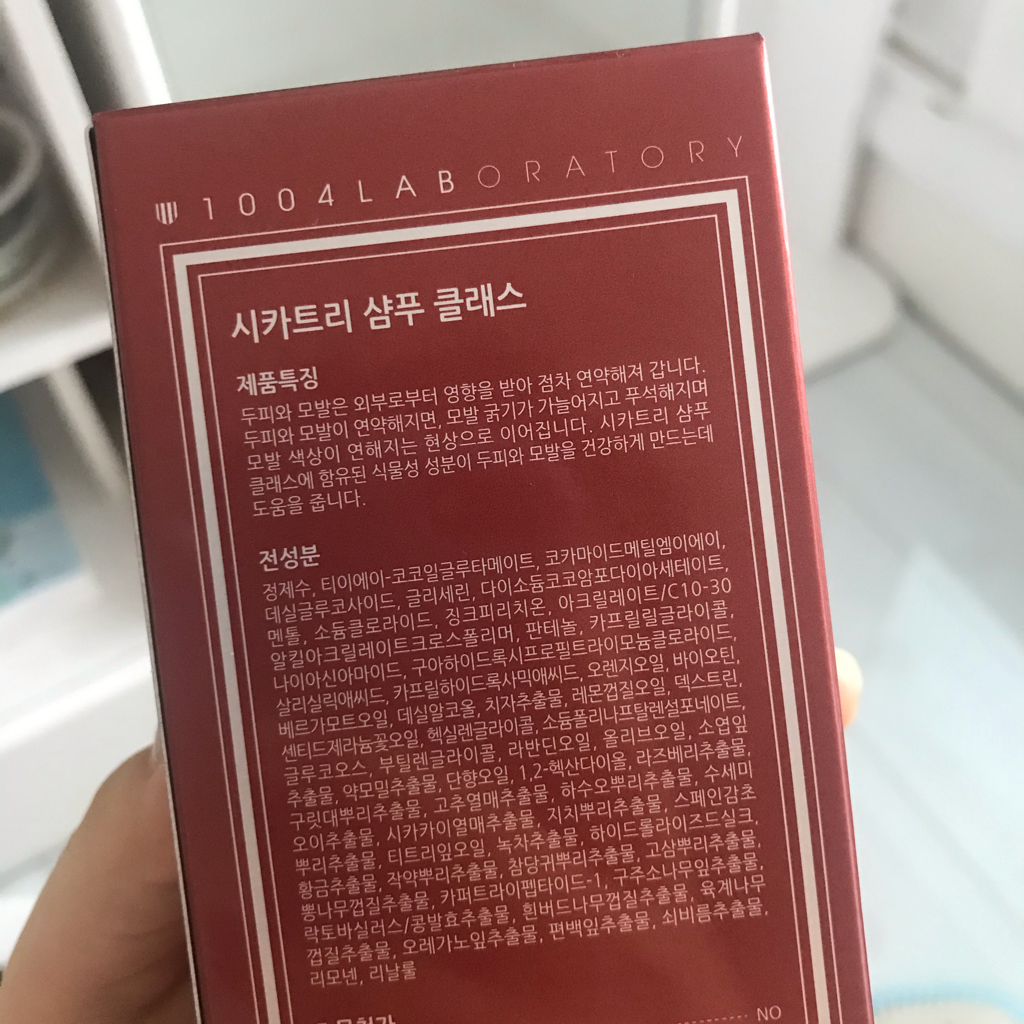 1004LABORATORY
시카트리 샴푸 클래스
제품특징
두피와 모발은 외부로부터 영향을 받아 점차 연약해져 갑니다.
두피와 모발이 연약해지면, 모발 굵기가 가늘어지고 푸석해지며
모발 색상이 연해지는 현상으로 이어집니다. 시카트리 샴푸
클래스에 함유된 식물성 성분이 두피와 모발을 건강하게 만드는데
도움을 줍니다.
전성분
정제수, 티이에이-코코일글루타메이트, 코카마이드메틸엠이에이,
데실글루코사이드, 글리세린, 다이소듐코코암포다이아세테이트,
멘톨, 소듐클로라이드, 징크피리치온, 아크릴레이트/C10-30
알킬아크릴레이트크로스폴리머, 판테놀, 카프릴릴글라이콜,
나이아신아마이드, 구아하이드록시프로필트라이모늄클로라이드,
살리실릭애씨드, 카프릴하이드록사믹애씨드, 오렌지오일, 바이오틴,
베르가모트오일, 데실알코올, 치자추출물, 레몬껍질오일, 덱스트린,
센티드제라늄꽃오일, 헥실렌글라이콜, 소듐폴리나프탈렌설포네이트,
글루코오스, 부틸렌글라이콜, 라반딘오일, 올리브오일, 소엽잎
추출물, 약모밀추출물, 단향오일, 1,2-헥산다이올, 라즈베리추출물,
구릿대뿌리추출물, 고추열매추출물, 하수오뿌리추출물, 수세미
오이추출물, 시카카이열매추출물, 지치뿌리추출물, 스페인감초
뿌리추출물, 티트리잎오일, 녹차추출물, 하이드롤라이즈드실크,
황금추출물, 작약뿌리추출물, 참당귀뿌리추출물, 고삼뿌리추출물,
뽕나무껍질추출물, 카퍼트라이펩타이드-1, 구주소나무잎추출물,
락토바실러스/콩발효추출물, 흰버드나무껍질추출물, 육계나무
껍질추출물, 오레가노잎추출물, 편백잎추출물, 쇠비름추출물,
리모넨, 리날룰
NO